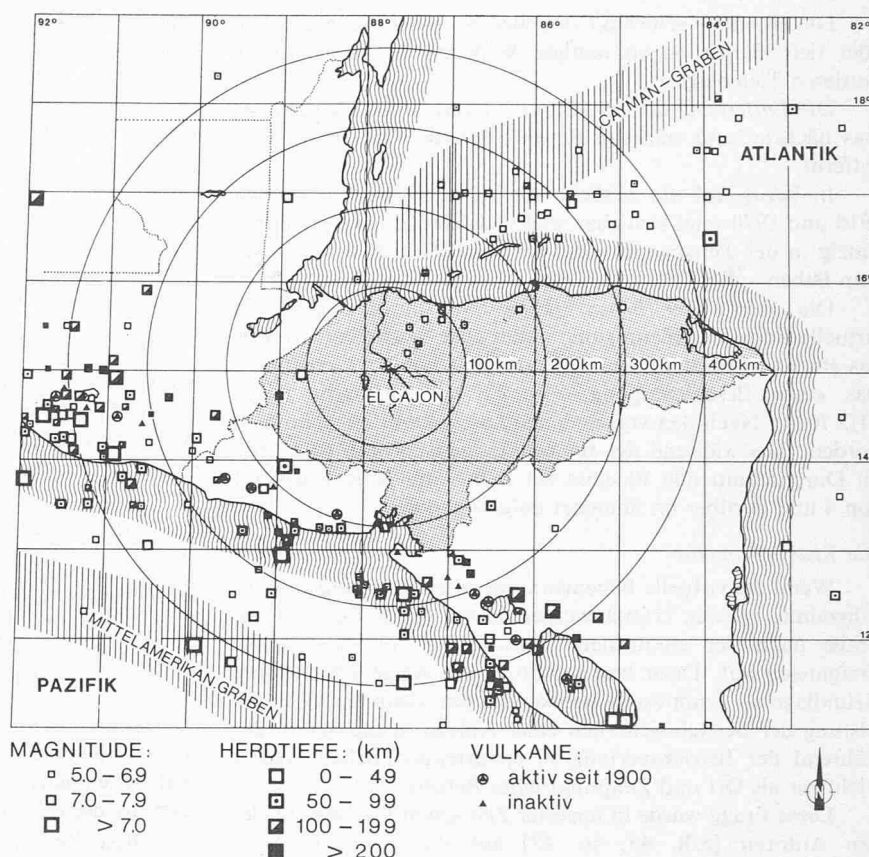 92° 90 88° 86° 84° 82°
18°
CAYMAN-GRABEN
ATLANTIK
16°
100km 200km 300km 400km
EL CAJON
14°
12°
MITTELAMERIKAN GRABEN
PAZIFIK
MAGNITUDE: HERDTIEFE: (km) VULKANE:
5.0 – 6.9 0 – 49 aktiv seit 1900
7.0 – 7.9 50 – 99 inaktiv
> 7.0 100 – 199
> 200
N